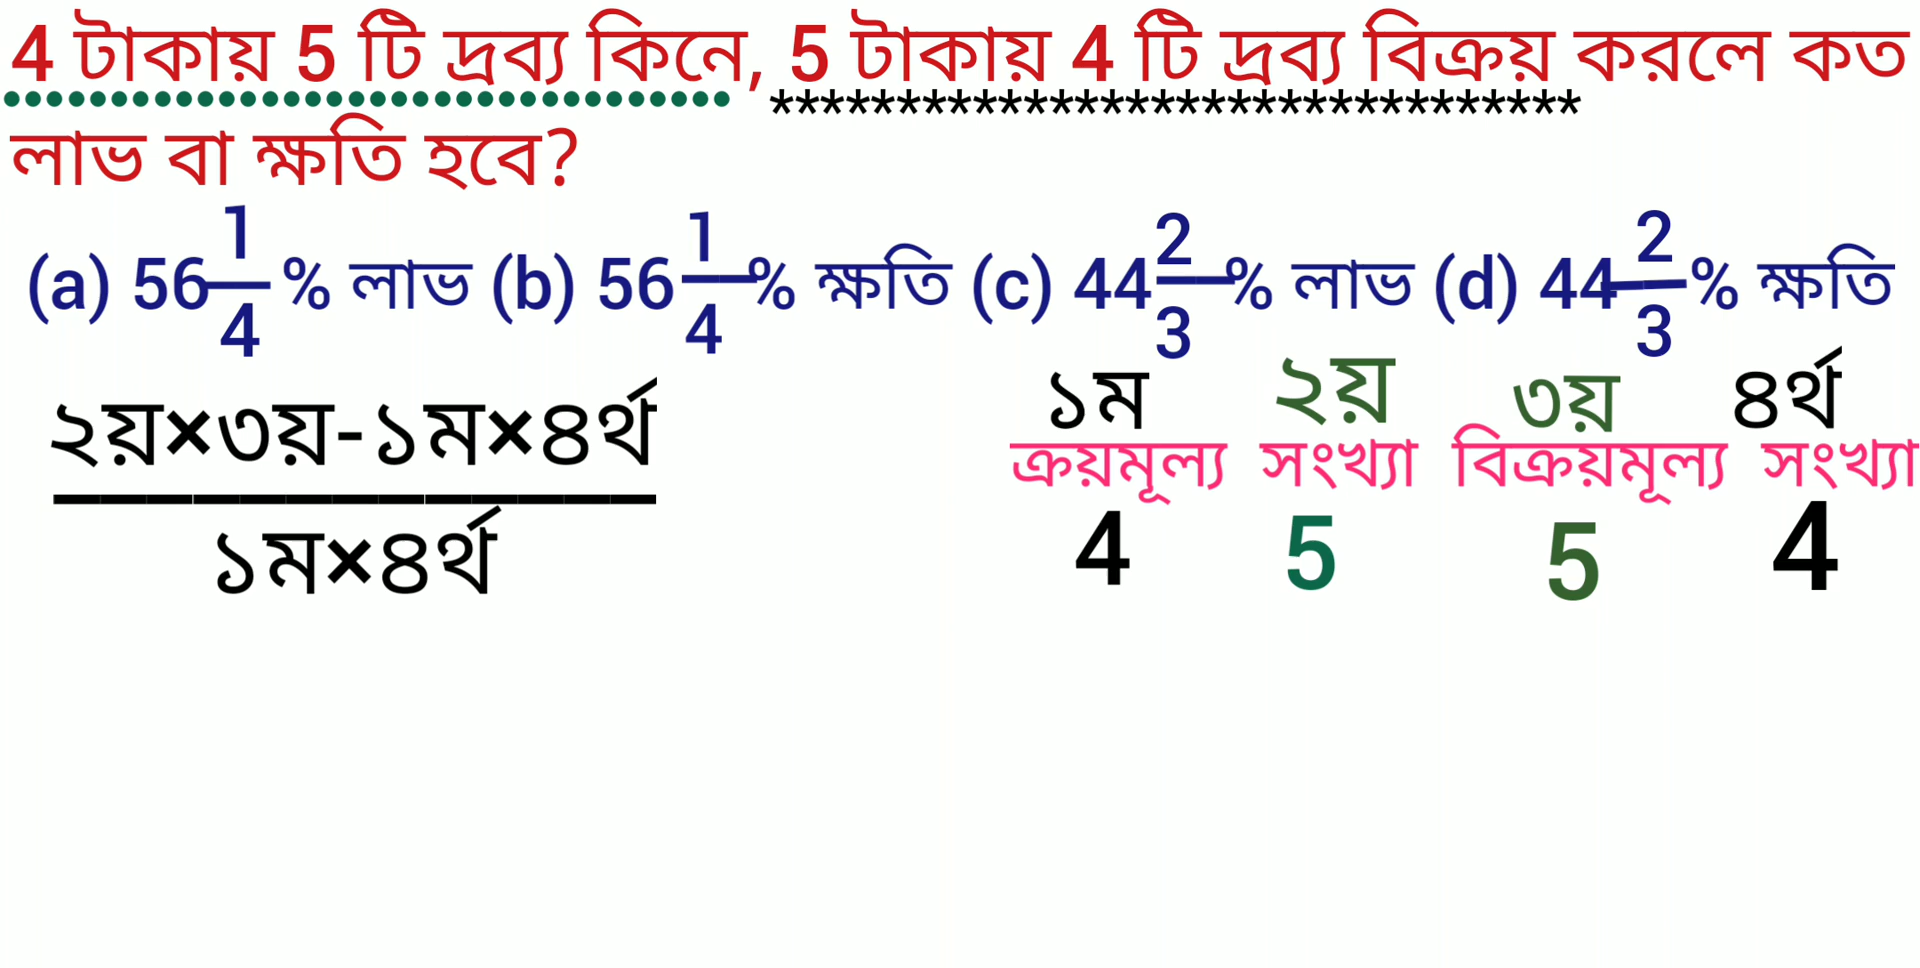 4 টাকায় 5 টি দ্রব্য কিনে, 5 টাকায় 4 টি দ্রব্য বিক্রয় করলে কত
লাভ বা ক্ষতি হবে?
(a) 56 1/4 % লাভ (b) 56 1/4 % ক্ষতি (c) 44 2/3 % লাভ (d) 44 2/3 % ক্ষতি
২য়×৩য়-১ম×৪র্থ
১ম×৪র্থ
১ম ২য় ৩য় ৪র্থ
ক্রয়মূল্য সংখ্যা বিক্রয়মূল্য সংখ্যা
4 5 5 4